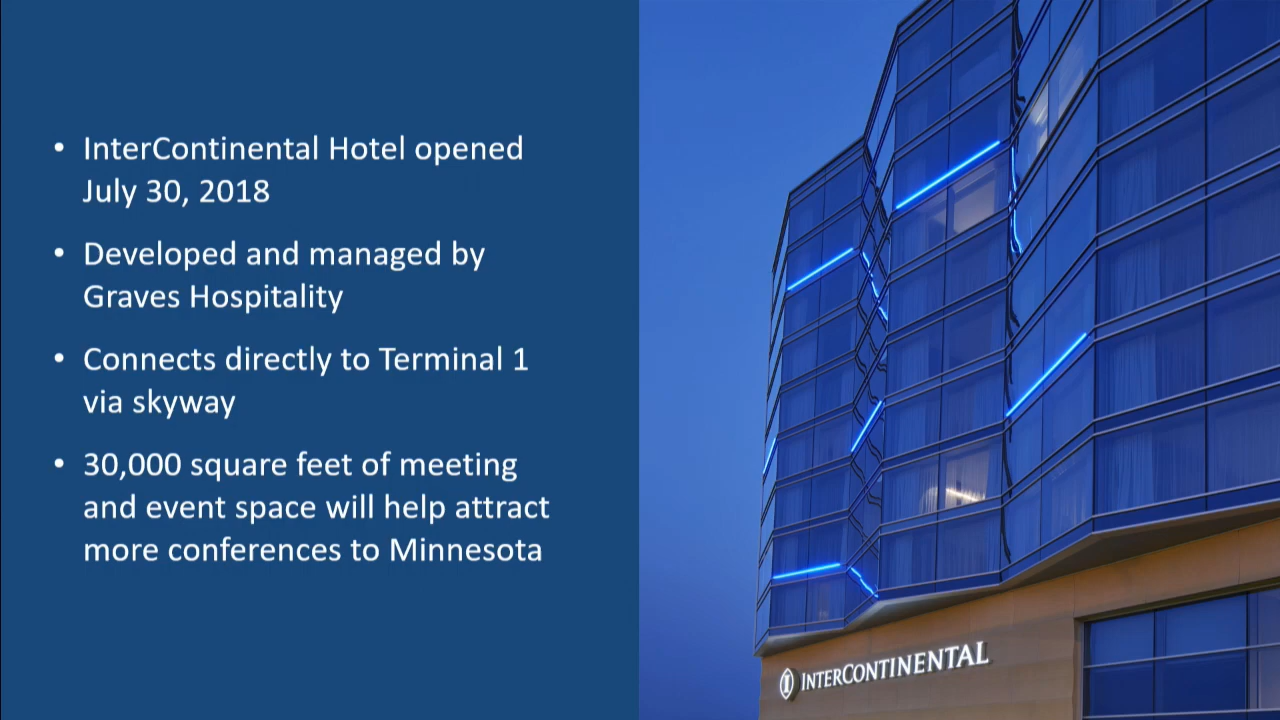 • InterContinental Hotel opened
July 30, 2018
• Developed and managed by
Graves Hospitality
• Connects directly to Terminal 1
via skyway
• 30,000 square feet of meeting
and event space will help attract
more conferences to Minnesota
INTERCONTINENTAL